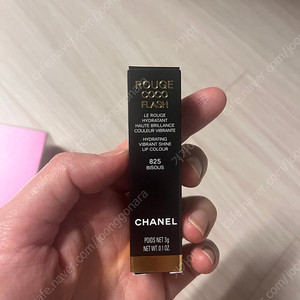 ROUGE
COCO
FLASH
LE ROUGE
HYDRATANT
HAUTE BRILLANCE
COULEUR VIBRANTE
HYDRATING
VIBRANT SHINE
LIP COLOUR
825
BISOUS
CHANEL
POIDS NET 3g
NET WT. 0.1 OZ.